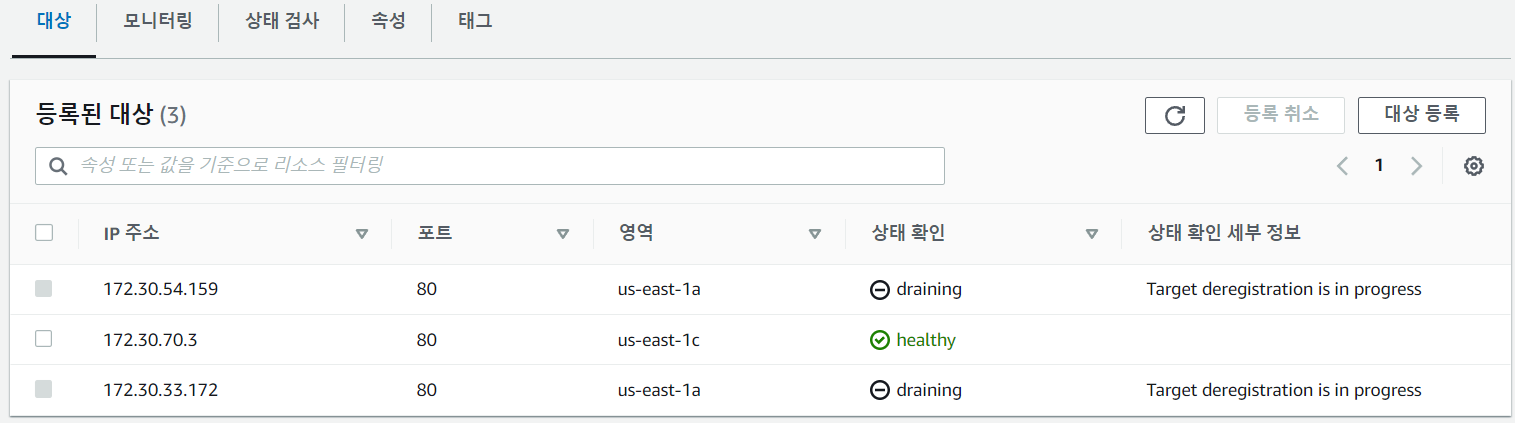 대상 모니터링 상태 검사 속성 태그
등록된 대상 (3) 등록 취소 대상 등록
속성 또는 값을 기준으로 리소스 필터링 1
IP 주소 포트 영역 상태 확인 상태 확인 세부 정보
172.30.54.159 80 us-east-1a draining Target deregistration is in progress
172.30.70.3 80 us-east-1c healthy
172.30.33.172 80 us-east-1a draining Target deregistration is in progress